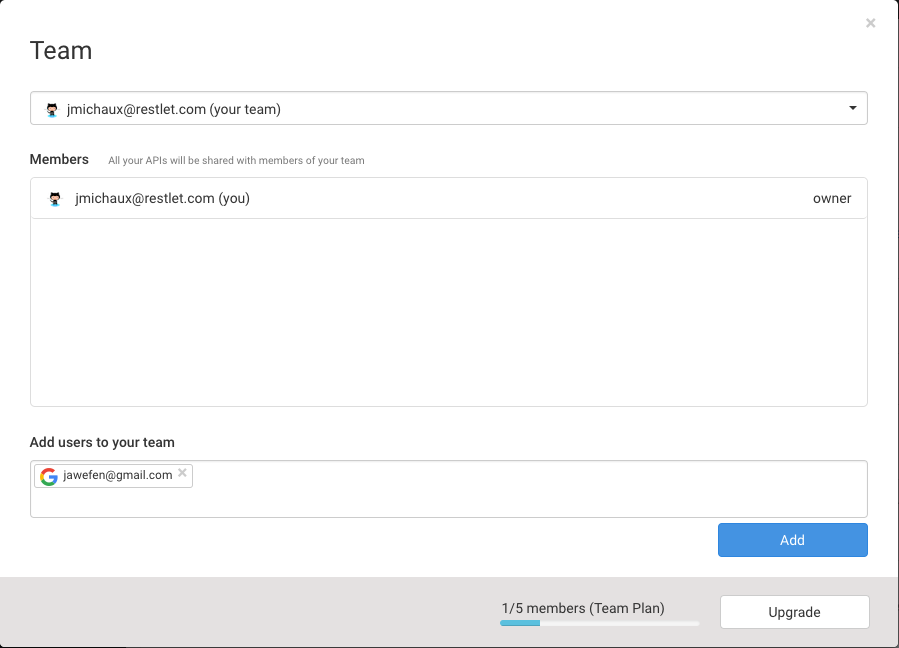 ×
Team
jmichaux@restlet.com (your team)
Members All your APIs will be shared with members of your team
jmichaux@restlet.com (you) owner
Add users to your team
jawefen@gmail.com ×
Add
1/5 members (Team Plan) Upgrade